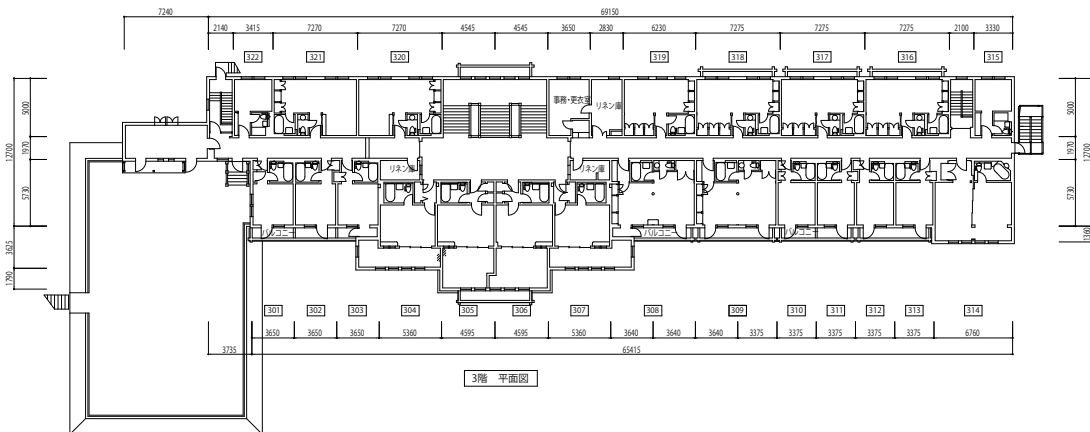 7240 69150
2140 3415 7270 7270 4545 4545 3650 2830 6230 7275 7275 7275 2100 3330
322 321 320 319 318 317 316 315
5000 1970 5730 12700 3625 1790
事務・更衣室 リネン庫
リネン庫 リネン庫
バルコニー バルコニー バルコニー
5000 1970 5730 12700 1360
301 302 303 304 305 306 307 308 309 310 311 312 313 314
3650 3650 3650 5360 4595 4595 5360 3640 3640 3640 3375 3375 3375 3375 3375 6760
3735 65415
3階 平面図